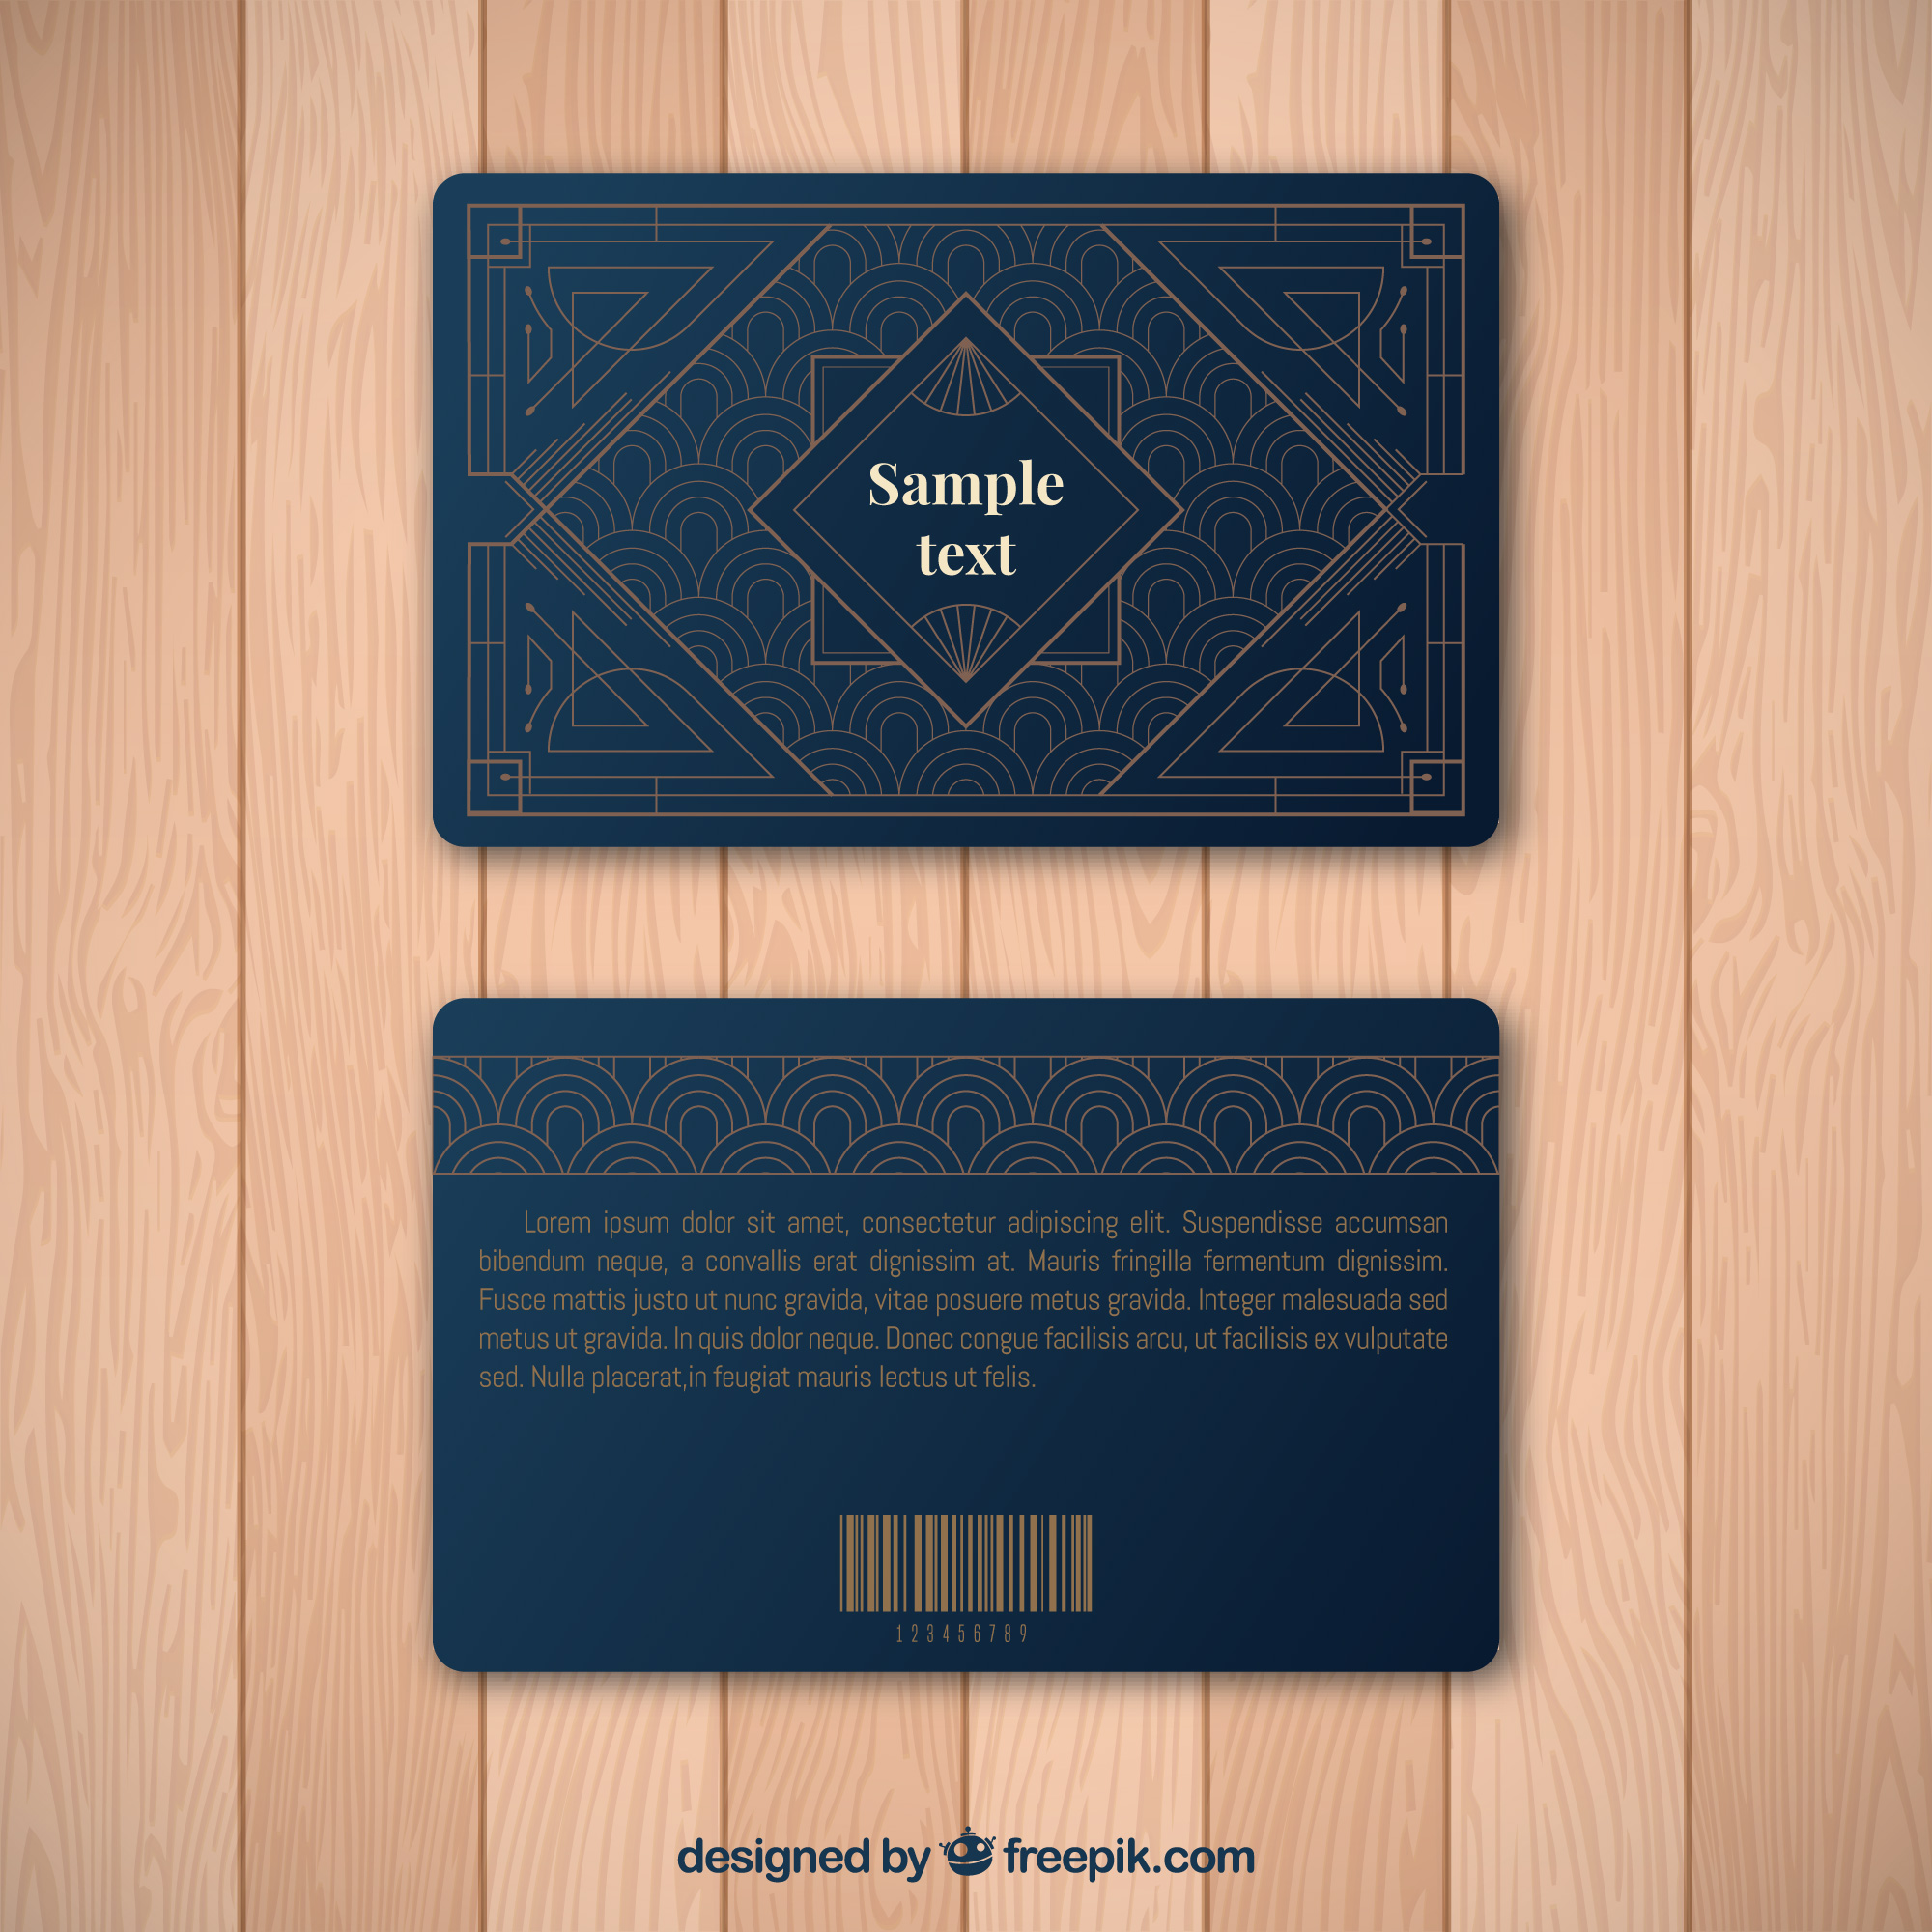 Sample
text
Lorem ipsum dolor sit amet, consectetur adipiscing elit. Suspendisse accumsan
bibendum neque, a convallis erat dignissim at. Mauris fringilla fermentum dignissim.
Fusce mattis justo ut nunc gravida, vitae posuere metus gravida. Integer malesuada sed
metus ut gravida. In quis dolor neque. Donec congue facilisis arcu, ut facilisis ex vulputate
sed. Nulla placerat,in feugiat mauris lectus ut felis.
123456789
designed by freepik.com